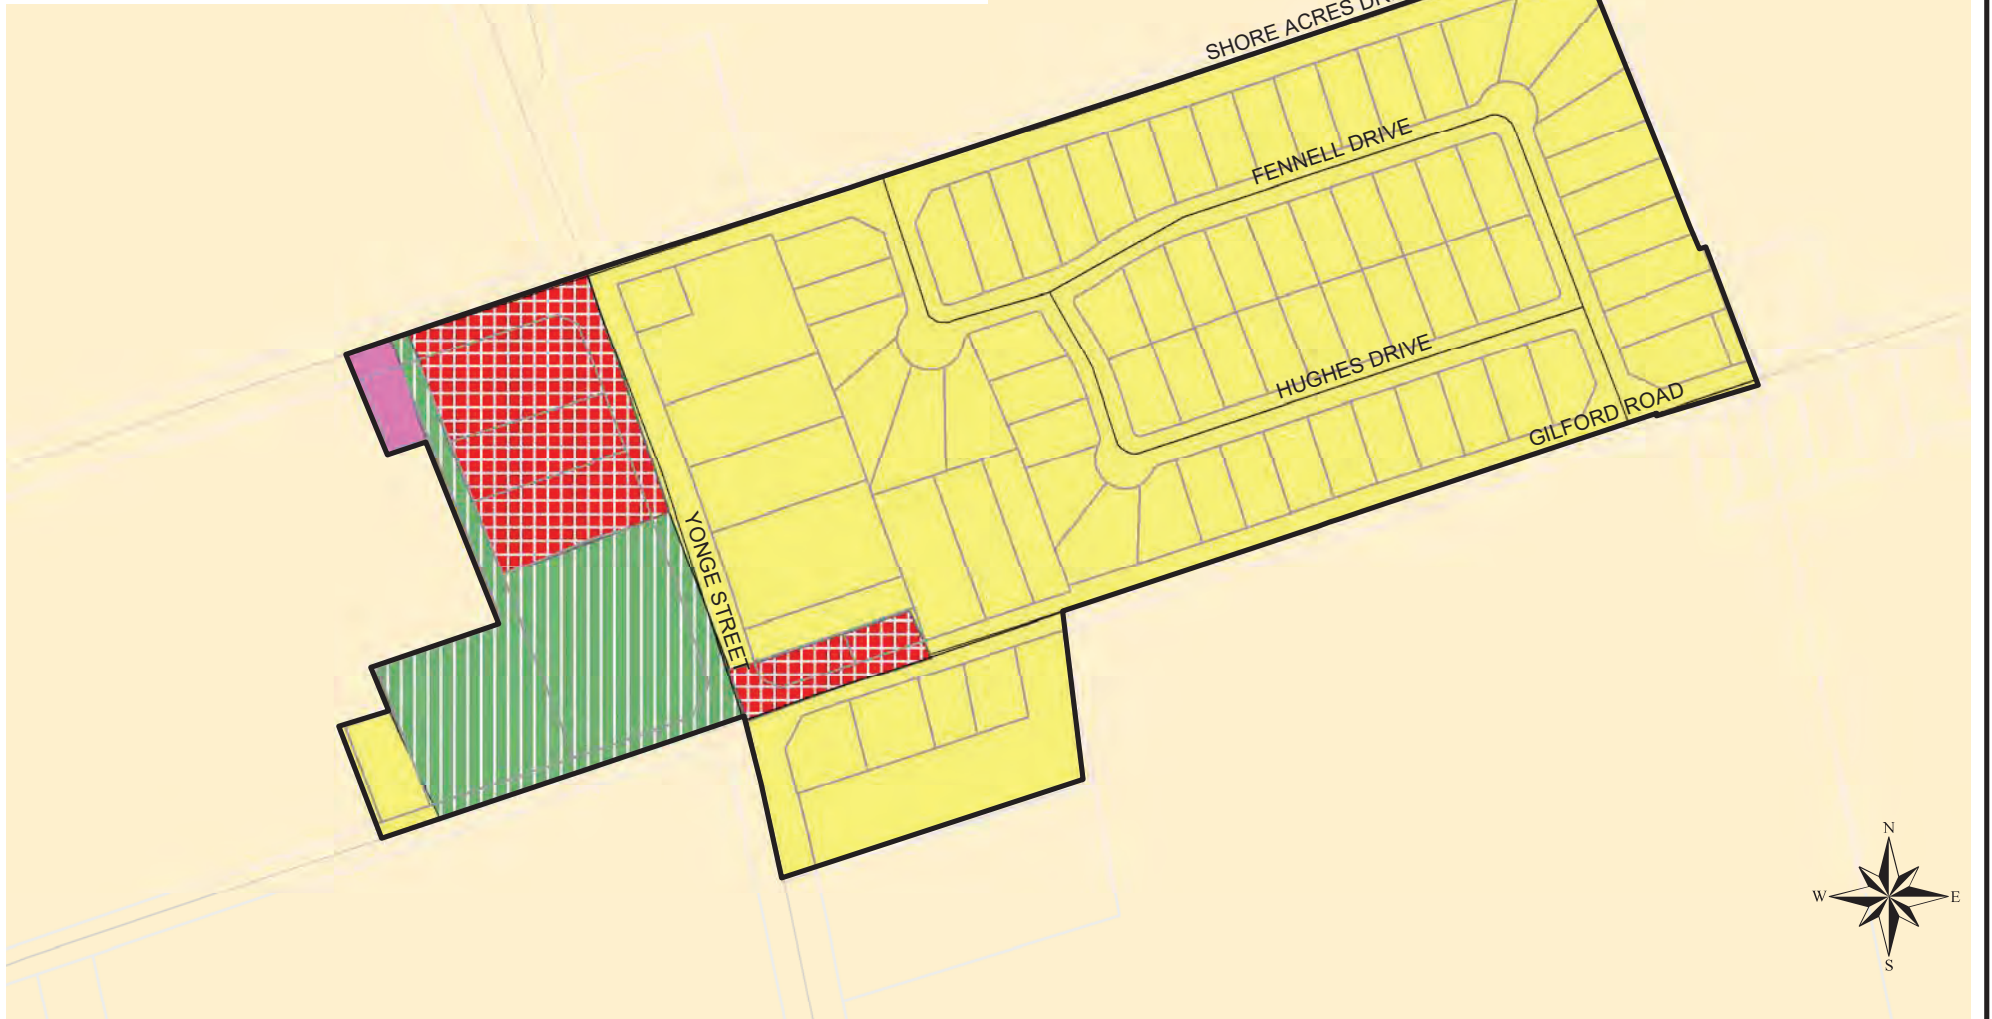 SHORE ACRES
FENNELL DRIVE
HUGHES DRIVE
GILFORD ROAD
YONGE STREET
N
W
E
S